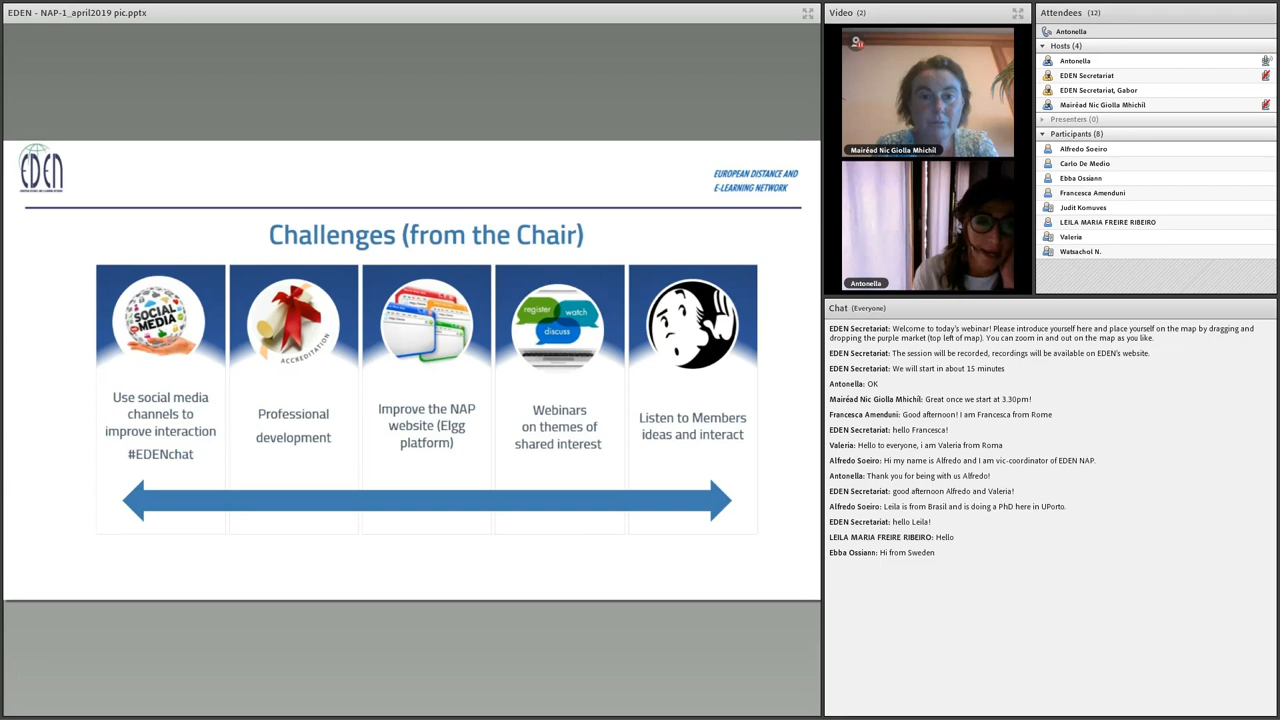 EDEN - NAP-1_april2019 pic.pptx
EDEN
EUROPEAN DISTANCE AND
E-LEARNING NETWORK
Challenges (from the Chair)
SOCIAL
MEDIA
Use social media
channels to
improve interaction
#EDENchat
ACCREDITATION
Professional
development
Improve the NAP
website (Elgg
platform)
register
watch
discuss
Webinars
on themes of
shared interest
Listen to Members
ideas and interact
Video (2)
Mairéad Nic Giolla Mhichíl
Antonella
Attendees (12)
Antonella
Hosts (4)
Antonella
EDEN Secretariat
EDEN Secretariat, Gabor
Mairéad Nic Giolla Mhichíl
Presenters (0)
Participants (8)
Alfredo Soeiro
Carlo De Medio
Ebba Ossiann
Francesca Amenduni
Judit Komuves
LEILA MARIA FREIRE RIBEIRO
Valeria
Watsachol N.
Chat (Everyone)
EDEN Secretariat: Welcome to today's webinar! Please introduce yourself here and place yourself on the map by dragging and
dropping the purple market (top left of map). You can zoom in and out on the map as you like.
EDEN Secretariat: The session will be recorded, recordings will be available on EDEN's website.
EDEN Secretariat: We will start in about 15 minutes
Antonella: OK
Mairéad Nic Giolla Mhichíl: Great once we start at 3.30pm!
Francesca Amenduni: Good afternoon! I am Francesca from Rome
EDEN Secretariat: hello Francesca!
Valeria: Hello to everyone, i am Valeria from Roma
Alfredo Soeiro: Hi my name is Alfredo and I am vic-coordinator of EDEN NAP.
Antonella: Thank you for being with us Alfredo!
EDEN Secretariat: good afternoon Alfredo and Valeria!
Alfredo Soeiro: Leila is from Brasil and is doing a PhD here in UPorto.
EDEN Secretariat: hello Leila!
LEILA MARIA FREIRE RIBEIRO: Hello
Ebba Ossiann: Hi from Sweden